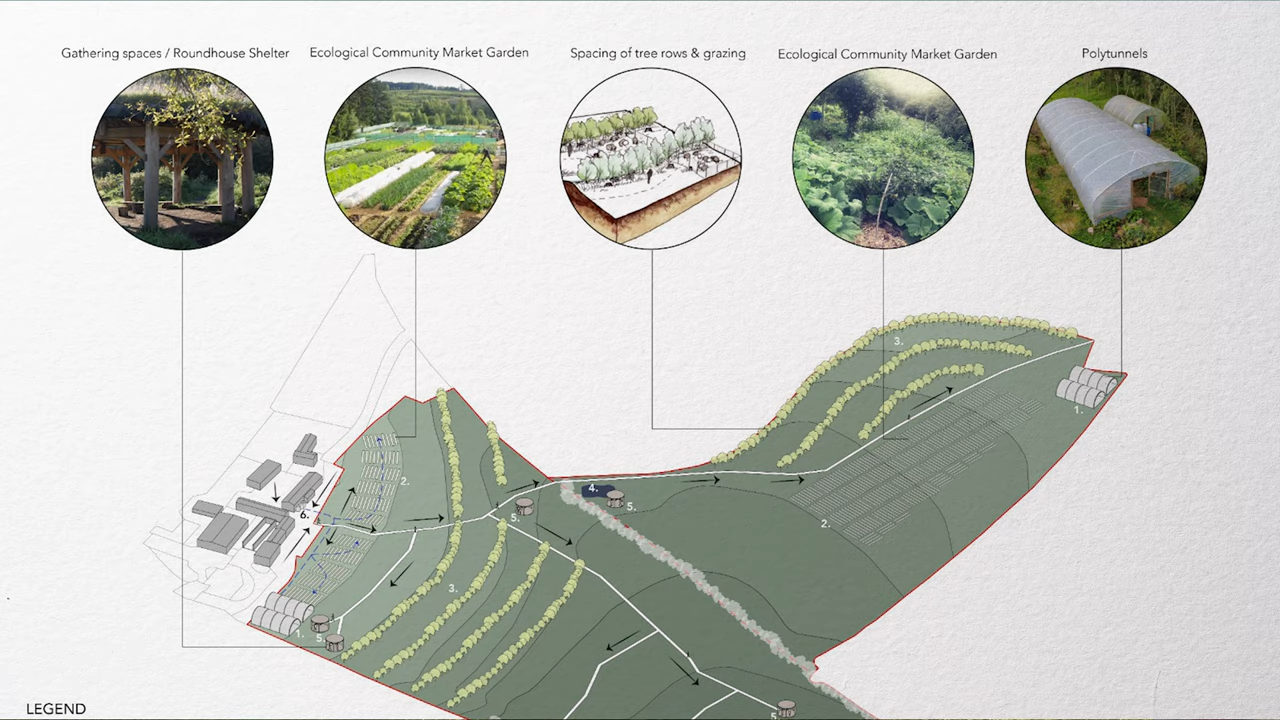 Gathering spaces / Roundhouse Shelter
Ecological Community Market Garden
Spacing of tree rows & grazing
Ecological Community Market Garden
Polytunnels
3.
1.
2.
4.
5.
5.
6.
2.
3.
1.
5.
5.
LEGEND